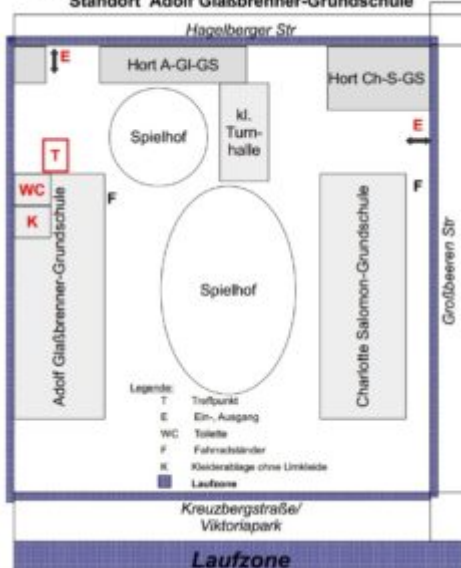 Standort Adolf Glaßbrenner-Grundschule
Hagelberger Str
E
Hort A-Gl-GS
Hort Ch-S-GS
kl.
Turn-
halle
Spielhof
E
T
WC
K
F
F
Adolf Glaßbrenner-Grundschule
Spielhof
Charlotte Salomon-Grundschule
Großbeeren Str
Legende:
T Treffpunkt
E Ein-, Ausgang
WC Toilette
F Fahrradständer
K Kleiderablage ohne Umkleide
Laufzone
Kreuzbergstraße/
Viktoriapark
Laufzone